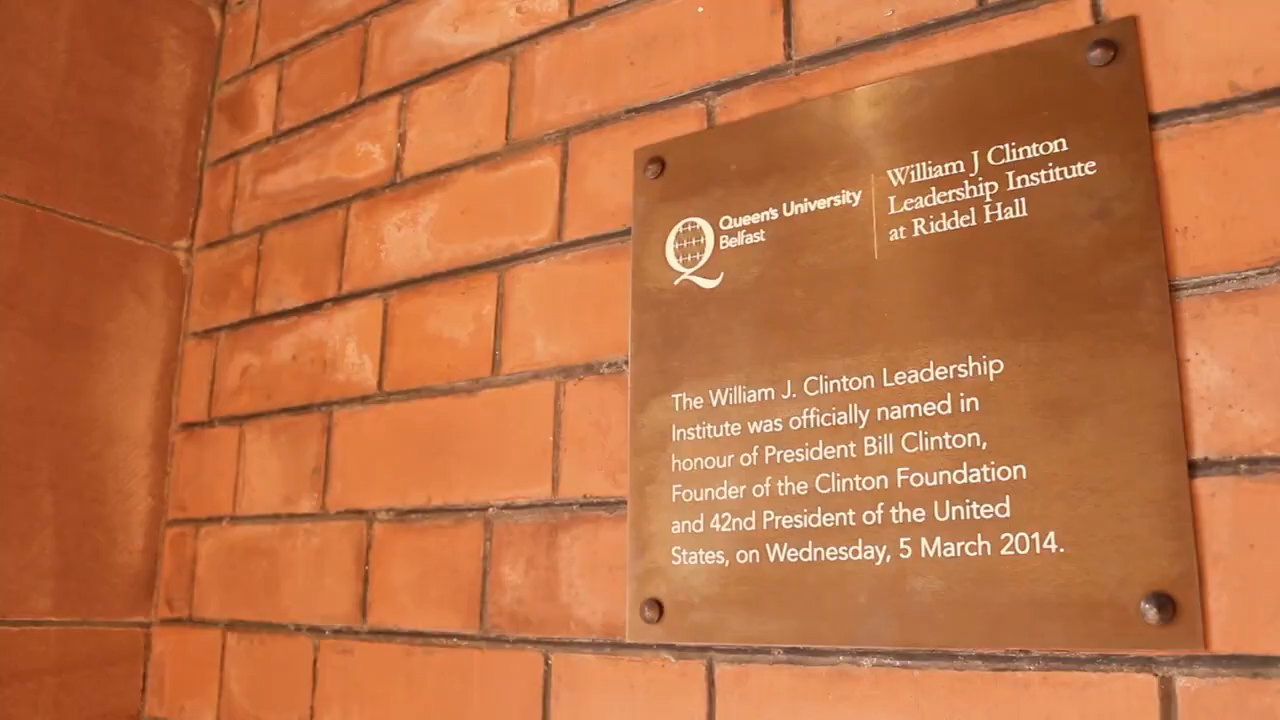 Queen's University
Belfast
William J Clinton
Leadership Institute
at Riddel Hall
The William J. Clinton Leadership
Institute was officially named in
honour of President Bill Clinton,
Founder of the Clinton Foundation
and 42nd President of the United
States, on Wednesday, 5 March 2014.